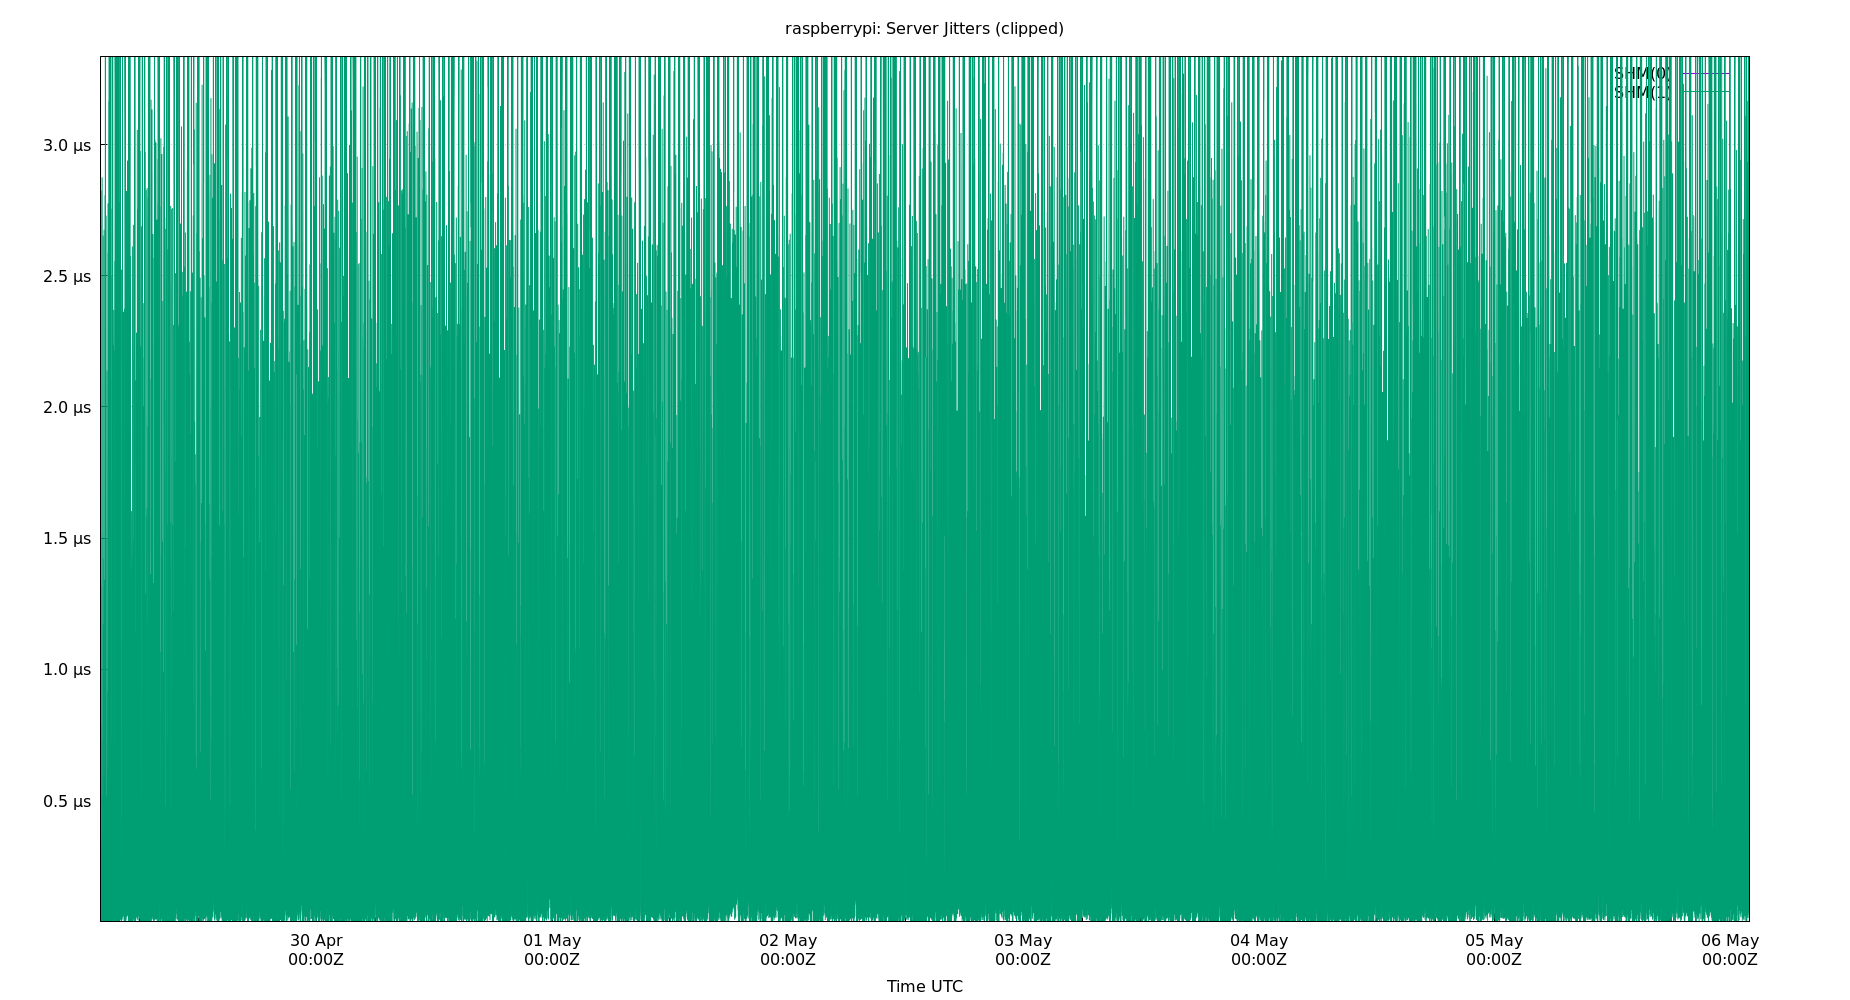 raspberrypi: Server Jitters (clipped)
SHM(0)
SHM(1)
3.0 µs
2.5 µs
2.0 µs
1.5 µs
1.0 µs
0.5 µs
30 Apr 01 May 02 May 03 May 04 May 05 May 06 May
00:00Z 00:00Z 00:00Z 00:00Z 00:00Z 00:00Z 00:00Z
Time UTC